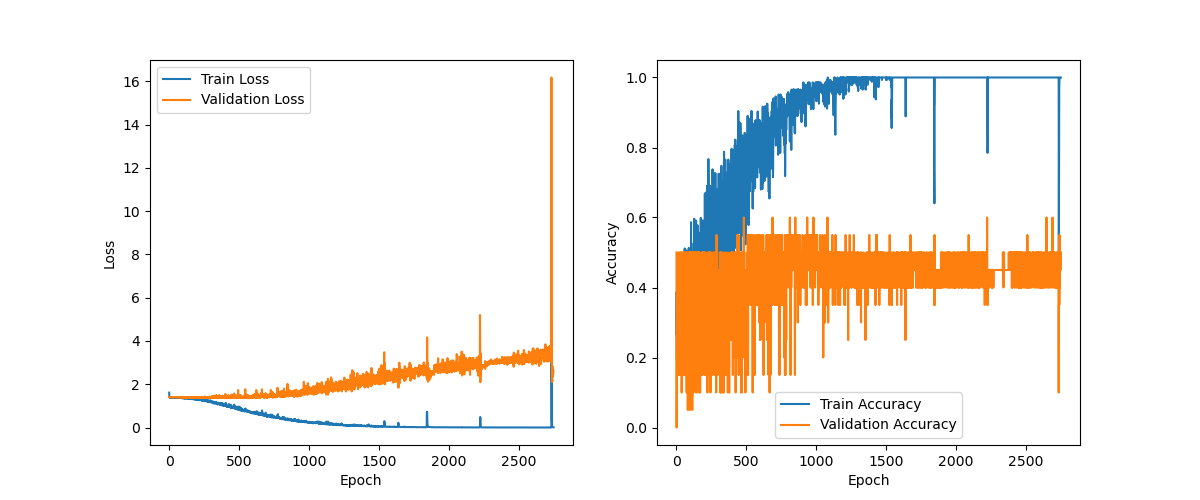 Train Loss
Validation Loss
16
14
12
10
8
6
4
2
0
Loss
0 500 1000 1500 2000 2500
Epoch
1.0
0.8
0.6
0.4
0.2
0.0
Accuracy
Train Accuracy
Validation Accuracy
0 500 1000 1500 2000 2500
Epoch